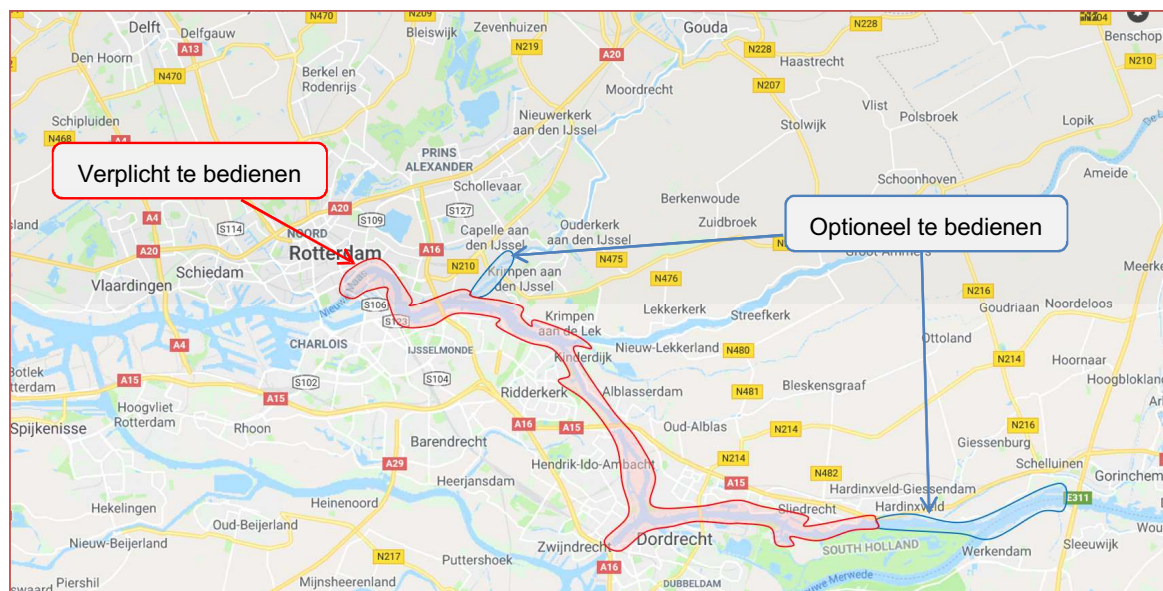 N470
N209
N228
N204
Delft
Delfgauw
Bleiswijk
Zevenhuizen
Gouda
Benschop
A13
N219
Den Hoorn
A20
N228
Haastrecht
N210
N470
Berkel en
Rodenrijs
Moordrecht
N207
Vlist
Polsbroek
Schipluiden
Nieuwerkerk
aan den IJssel
Stolwijk
Lopik
N468
A4
PRINS
ALEXANDER
Verplicht te bedienen
Schollevaar
Schoonhoven
Ameide
Berkenwoude
A20
S109
S127
Ouderkerk
aan den IJssel
Zuidbroek
Optioneel te bedienen
A4
S114
NOORD
Capelle aan
den IJssel
A20
Rotterdam
A16
N210
N475
Groot-Ammers
Schiedam
Krimpen aan
den IJssel
N476
Meerke
Vlaardingen
N216
S106
Lekkerkerk
Streefkerk
Goudriaan
Noordeloos
S123
Krimpen
aan de Lek
A4
CHARLOIS
IJSSELMONDE
Kinderdijk
Nieuw-Lekkerland
N480
Ottoland
N214
Hoornaar
Botlek
A15
S102
S104
Ridderkerk
Alblasserdam
N481
Bleskensgraaf
Hoogblokland
A15
Hoogvliet
Rotterdam
Rhoon
A16
A15
Oud-Alblas
N214
N216
Spijkenisse
Barendrecht
Giessenburg
A29
Hendrik-Ido-Ambacht
N214
N482
Schelluinen
Heerjansdam
A15
Gorinchem
Hardinxveld-Giessendam
E311
Hekelingen
Heinenoord
Sliedrecht
Hardinxveld
Oud-Beijerland
Nieuw-Beijerland
Zwijndrecht
Dordrecht
SOUTH HOLLAND
Werkendam
Sleeuwijk
N217
Puttershoek
A16
Piershil
Mijnsheerenland
DUBBELDAM